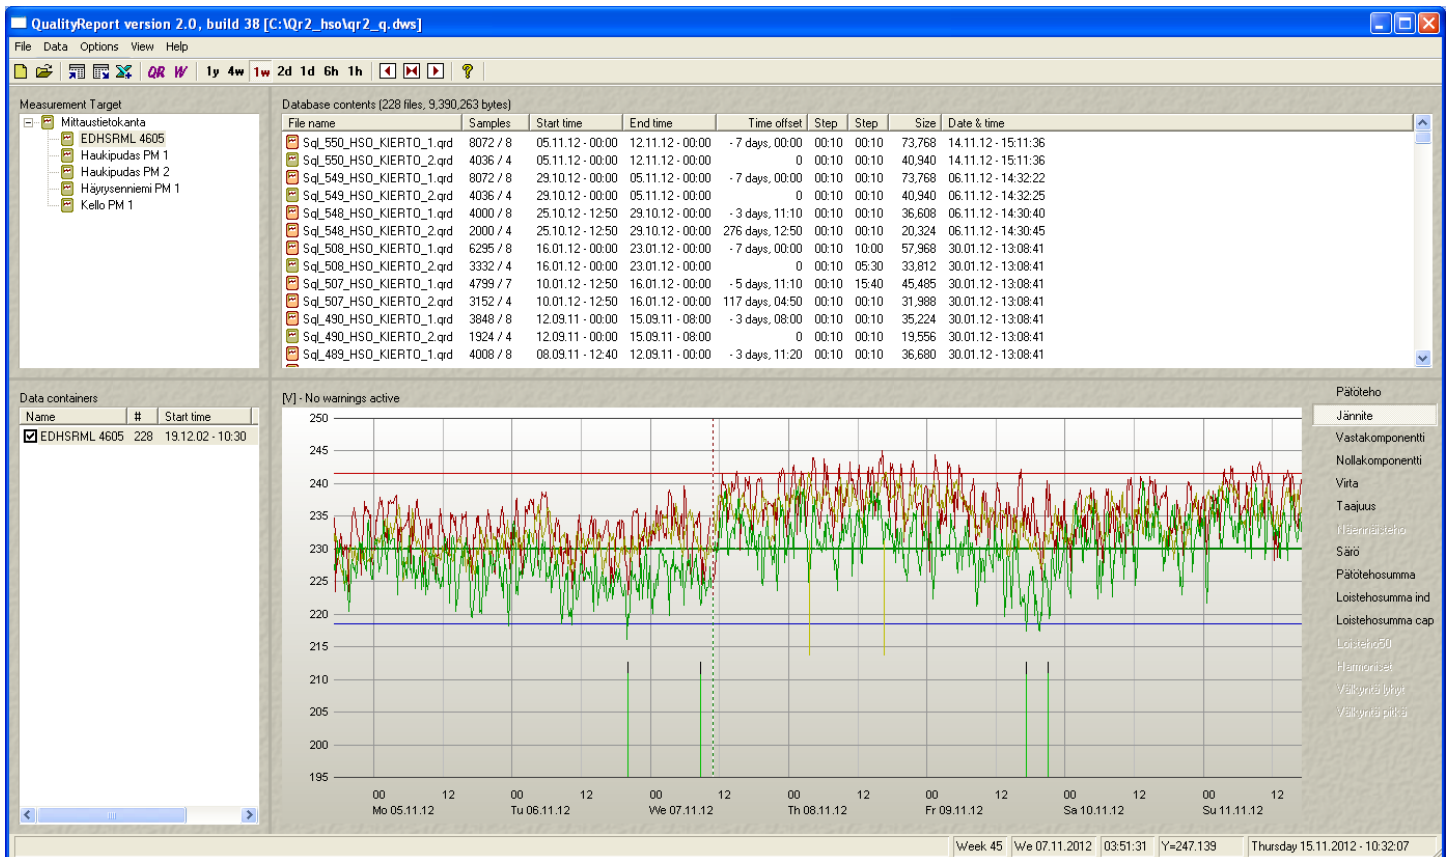 QualityReport version 2.0, build 38 [C:\Qr2_hso\qr2_q.dws]
File Data Options View Help
QR W 1y 4w 1w 2d 1d 6h 1h
Measurement Target
Mittaustietokanta
EDHSRML 4605
Haukipudas PM 1
Haukipudas PM 2
Häyrysenniemi PM 1
Kello PM 1
Database contents (228 files, 9,390,263 bytes)
File name Samples Start time End time Time offset Step Step Size Date & time
Sql_550_HSO_KIERTO_1.qrd 8072 / 8 05.11.12 - 00:00 12.11.12 - 00:00 - 7 days, 00:00 00:10 00:10 73,768 14.11.12 - 15:11:36
Sql_550_HSO_KIERTO_2.qrd 4036 / 4 05.11.12 - 00:00 12.11.12 - 00:00 0 00:10 00:10 40,940 14.11.12 - 15:11:36
Sql_549_HSO_KIERTO_1.qrd 8072 / 8 29.10.12 - 00:00 05.11.12 - 00:00 - 7 days, 00:00 00:10 00:10 73,768 06.11.12 - 14:32:22
Sql_549_HSO_KIERTO_2.qrd 4036 / 4 29.10.12 - 00:00 05.11.12 - 00:00 0 00:10 00:10 40,940 06.11.12 - 14:32:25
Sql_548_HSO_KIERTO_1.qrd 4000 / 8 25.10.12 - 12:50 29.10.12 - 00:00 - 3 days, 11:10 00:10 00:10 36,608 06.11.12 - 14:30:40
Sql_548_HSO_KIERTO_2.qrd 2000 / 4 25.10.12 - 12:50 29.10.12 - 00:00 276 days, 12:50 00:10 00:10 20,324 06.11.12 - 14:30:45
Sql_508_HSO_KIERTO_1.qrd 6295 / 8 16.01.12 - 00:00 23.01.12 - 00:00 - 7 days, 00:00 00:10 10:00 57,968 30.01.12 - 13:08:41
Sql_508_HSO_KIERTO_2.qrd 3332 / 4 16.01.12 - 00:00 23.01.12 - 00:00 0 00:10 05:30 33,812 30.01.12 - 13:08:41
Sql_507_HSO_KIERTO_1.qrd 4799 / 7 10.01.12 - 12:50 16.01.12 - 00:00 - 5 days, 11:10 00:10 15:40 45,485 30.01.12 - 13:08:41
Sql_507_HSO_KIERTO_2.qrd 3152 / 4 10.01.12 - 12:50 16.01.12 - 00:00 117 days, 04:50 00:10 00:10 31,988 30.01.12 - 13:08:41
Sql_490_HSO_KIERTO_1.qrd 3848 / 8 12.09.11 - 00:00 15.09.11 - 08:00 - 3 days, 08:00 00:10 00:10 35,224 30.01.12 - 13:08:41
Sql_490_HSO_KIERTO_2.qrd 1924 / 4 12.09.11 - 00:00 15.09.11 - 08:00 0 00:10 00:10 19,556 30.01.12 - 13:08:41
Sql_489_HSO_KIERTO_1.qrd 4008 / 8 08.09.11 - 12:40 12.09.11 - 00:00 - 3 days, 11:20 00:10 00:10 36,680 30.01.12 - 13:08:41
Data containers
Name # Start time
EDHSRML 4605 228 19.12.02 - 10:30
[V] - No warnings active
250
245
240
235
230
225
220
215
210
205
200
195
00 12 00 12 00 12 00 12 00 12 00 12 00 12
Mo 05.11.12 Tu 06.11.12 We 07.11.12 Th 08.11.12 Fr 09.11.12 Sa 10.11.12 Su 11.11.12
Pätöteho
Jännite
Vastakomponentti
Nollakomponentti
Virta
Taajuus
Näennäisteho
Särö
Pätötehosumma
Loistehosumma ind
Loistehosumma cap
Loisteho50
Harmoniset
Välkyntä lyhyt
Välkyntä pitkä
Week 45 We 07.11.2012 03:51:31 Y=247.139 Thursday 15.11.2012 - 10:32:07